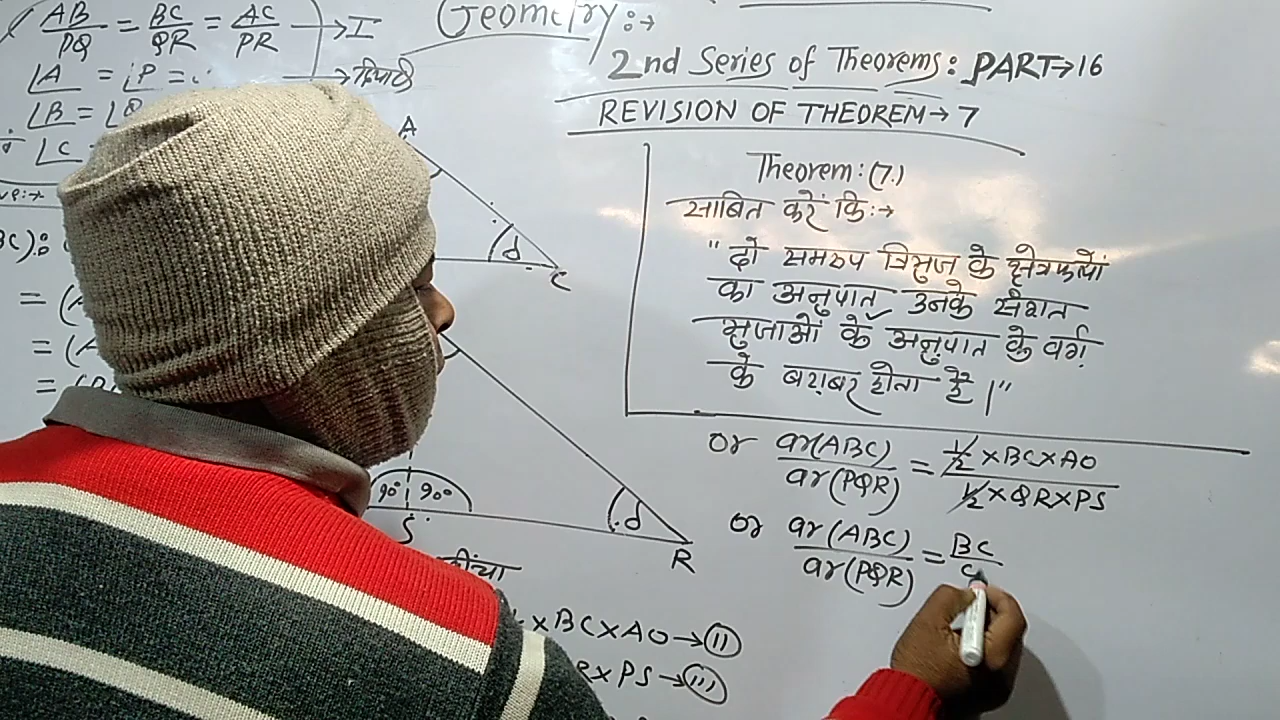 AB/PQ = BC/QR = AC/PR → I
∠A = ∠P =
∠B = ∠Q
∠C
Geometry:→
2nd Series of Theorems: PART→16
REVISION OF THEOREM→7
Theorem:(7.)
साबित करें कि:→
"दो समरुप त्रिभुज के क्षेत्रफलों
का अनुपात उनके संगत
भुजाओं के अनुपात के वर्ग
के बराबर होता है।"
or ar(ABC)/ar(PQR) = 1/2×BC×AO / 1/2×QR×PS
or ar(ABC)/ar(PQR) = BC
A
d
C
90° 90°
S
d
R
×BC×AO→(II)
R×PS→(III)